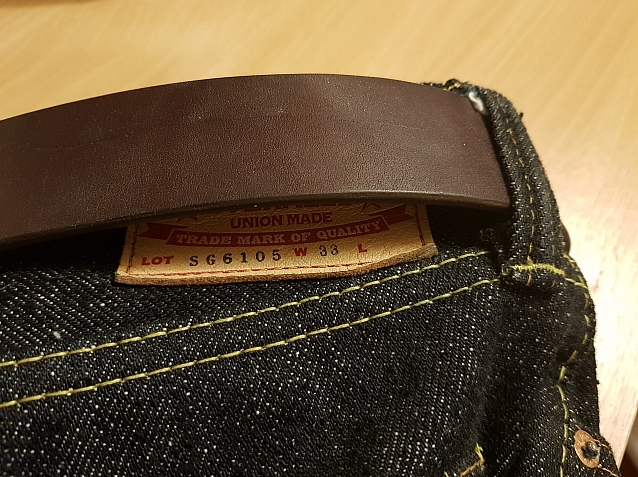 UNION MADE
TRADE MARK OF QUALITY
LOT SG6105 W 33 L